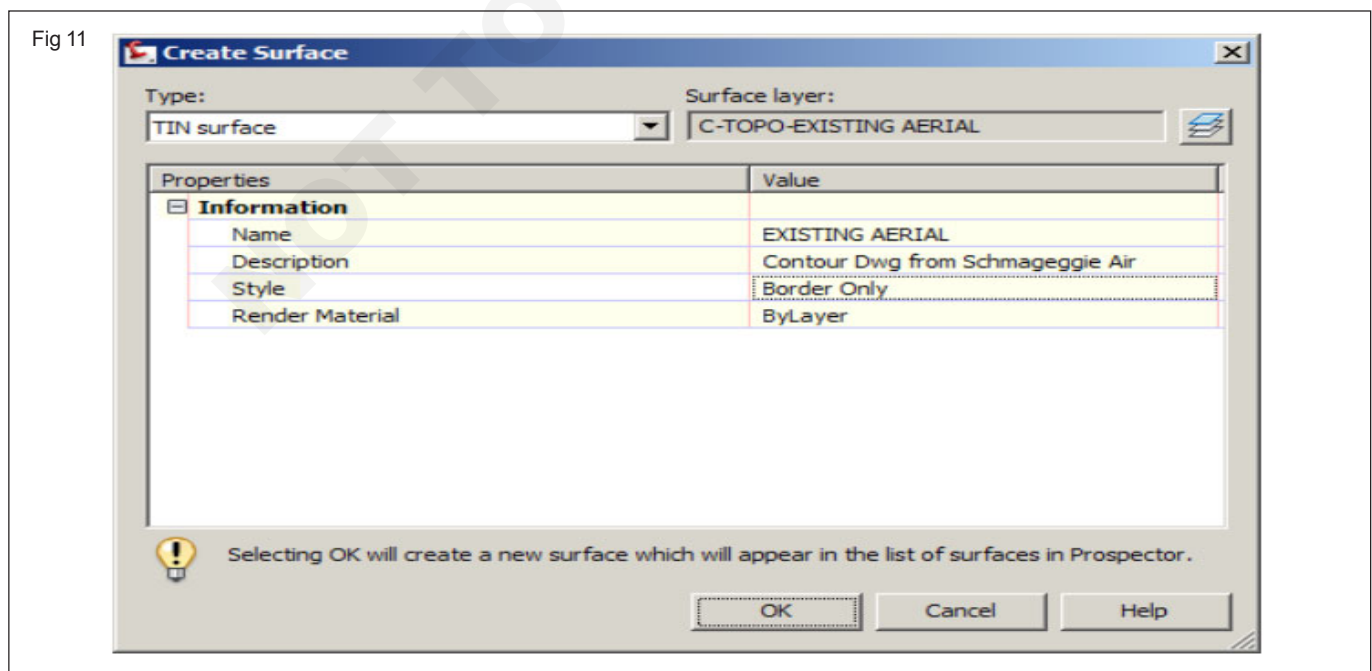 Fig 11
Create Surface
Type: Surface layer:
TIN surface C-TOPO-EXISTING AERIAL
Properties Value
Information
Name EXISTING AERIAL
Description Contour Dwg from Schmageggie Air
Style Border Only
Render Material ByLayer
Selecting OK will create a new surface which will appear in the list of surfaces in Prospector.
OK Cancel Help
NOT TO